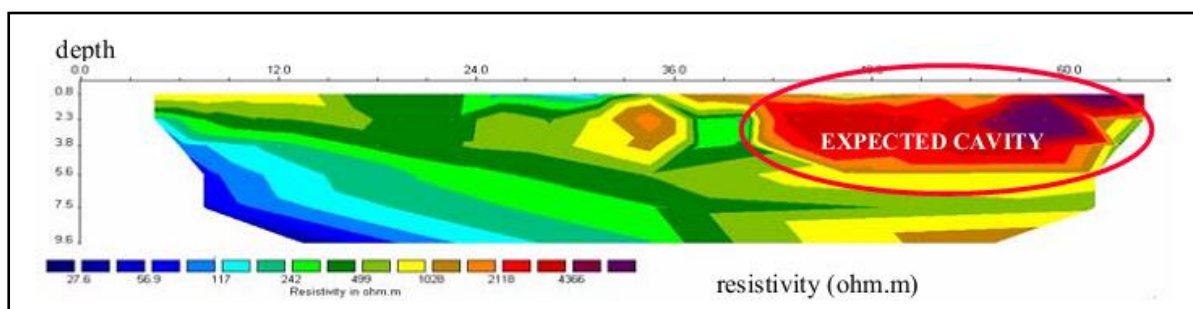 depth
0.0 12.0 24.0 36.0 60.0
0.8
2.3
3.8
5.6
7.5
9.6
EXPECTED CAVITY
27.6 56.9 117 242 499 1028 2118 4366
Resistivity in ohm.m
resistivity (ohm.m)